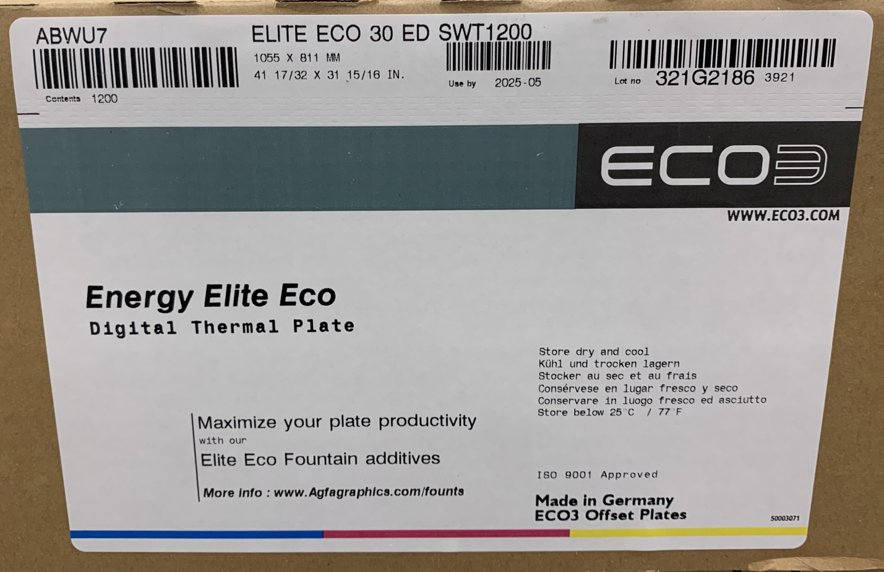 ABWU7
ELITE ECO 30 ED SWT1200
1055 X 811 MM
41 17/32 X 31 15/16 IN.
Contents 1200
Use by 2025-05
Lot no 321G2186 3921
ECO3
WWW.ECO3.COM
Energy Elite Eco
Digital Thermal Plate
Store dry and cool
Kühl und trocken lagern
Stocker au sec et au frais
Consérvese en lugar fresco y seco
Conservare in luogo fresco ed asciutto
Store below 25°C / 77°F
Maximize your plate productivity
with our
Elite Eco Fountain additives
More info : www.Agfagraphics.com/founts
ISO 9001 Approved
Made in Germany
ECO3 Offset Plates
50003071